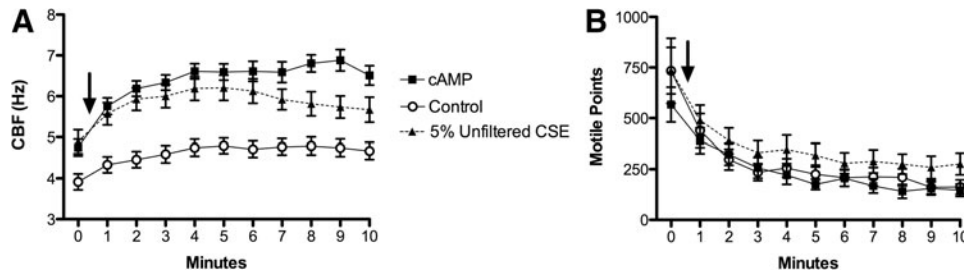 A
CBF (Hz)
8
7
6
5
4
3
0 1 2 3 4 5 6 7 8 9 10
Minutes
cAMP
Control
5% Unfiltered CSE
B
Motile Points
1000
750
500
250
0
0 1 2 3 4 5 6 7 8 9 10
Minutes